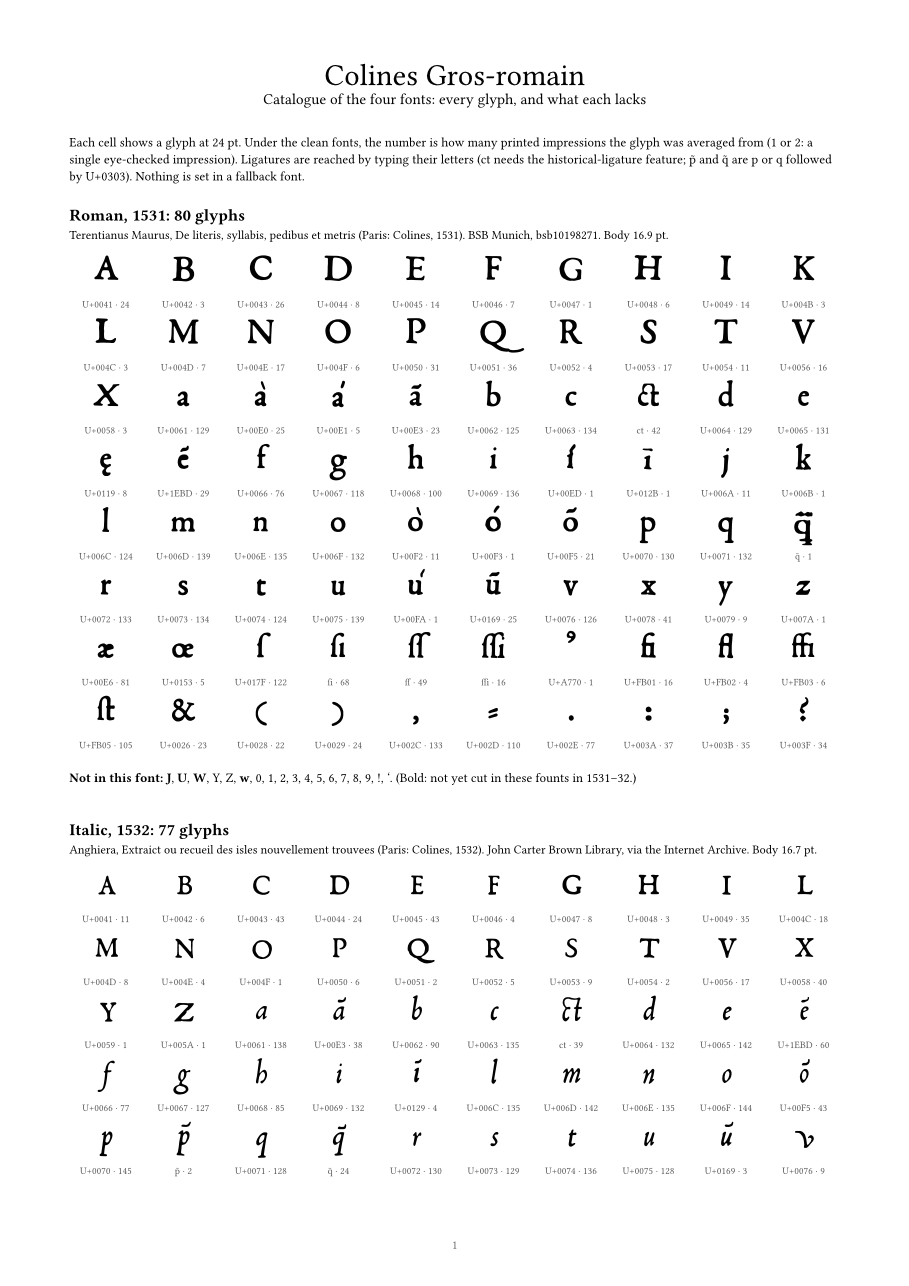 Colines Gros-romain
Catalogue of the four fonts: every glyph, and what each lacks
Each cell shows a glyph at 24 pt. Under the clean fonts, the number is how many printed impressions the glyph was averaged from (1 or 2: a
single eye-checked impression). Ligatures are reached by typing their letters (ct needs the historical-ligature feature; p̃ and q̃ are p or q followed
by U+0303). Nothing is set in a fallback font.
Roman, 1531: 80 glyphs
Terentianus Maurus, De literis, syllabis, pedibus et metris (Paris: Colines, 1531). BSB Munich, bsb10198271. Body 16.9 pt.
A B C D E F G H I K
U+0041 · 24 U+0042 · 3 U+0043 · 26 U+0044 · 8 U+0045 · 14 U+0046 · 7 U+0047 · 1 U+0048 · 6 U+0049 · 14 U+004B · 3
L M N O P Q R S T V
U+004C · 3 U+004D · 7 U+004E · 17 U+004F · 6 U+0050 · 31 U+0051 · 36 U+0052 · 4 U+0053 · 17 U+0054 · 11 U+0056 · 16
X a à á ã b c ct d e
U+0058 · 3 U+0061 · 129 U+00E0 · 25 U+00E1 · 5 U+00E3 · 23 U+0062 · 125 U+0063 · 134 ct · 42 U+0064 · 129 U+0065 · 131
ę ẽ f g h i í ī j k
U+0119 · 8 U+1EBD · 29 U+0066 · 76 U+0067 · 118 U+0068 · 100 U+0069 · 136 U+00ED · 1 U+012B · 1 U+006A · 11 U+006B · 1
l m n o ò ó õ p q q̃
U+006C · 124 U+006D · 139 U+006E · 135 U+006F · 132 U+00F2 · 11 U+00F3 · 1 U+00F5 · 21 U+0070 · 130 U+0071 · 132 q̃ · 1
r s t u ú ũ v x y z
U+0072 · 133 U+0073 · 134 U+0074 · 124 U+0075 · 139 U+00FA · 1 U+0169 · 25 U+0076 · 126 U+0078 · 41 U+0079 · 9 U+007A · 1
æ œ ſ ſi ſſ ſſi ꝰ ﬁ ﬂ ﬃ
U+00E6 · 81 U+0153 · 5 U+017F · 122 ſi · 68 ſſ · 49 ſſi · 16 U+A770 · 1 U+FB01 · 16 U+FB02 · 4 U+FB03 · 6
ﬅ & ( ) , - . : ; ?
U+FB05 · 105 U+0026 · 23 U+0028 · 22 U+0029 · 24 U+002C · 133 U+002D · 110 U+002E · 77 U+003A · 37 U+003B · 35 U+003F · 34
Not in this font: J, U, W, Y, Z, w, 0, 1, 2, 3, 4, 5, 6, 7, 8, 9, !, ʼ. (Bold: not yet cut in these founts in 1531–32.)
Italic, 1532: 77 glyphs
Anghiera, Extraict ou recueil des isles nouvellement trouvees (Paris: Colines, 1532). John Carter Brown Library, via the Internet Archive. Body 16.7 pt.
A B C D E F G H I L
U+0041 · 11 U+0042 · 6 U+0043 · 43 U+0044 · 24 U+0045 · 43 U+0046 · 4 U+0047 · 8 U+0048 · 3 U+0049 · 35 U+004C · 18
M N O P Q R S T V X
U+004D · 8 U+004E · 4 U+004F · 1 U+0050 · 6 U+0051 · 2 U+0052 · 5 U+0053 · 9 U+0054 · 2 U+0056 · 17 U+0058 · 40
Y Z a ã b c ct d e ẽ
U+0059 · 1 U+005A · 1 U+0061 · 138 U+00E3 · 38 U+0062 · 90 U+0063 · 135 ct · 39 U+0064 · 132 U+0065 · 142 U+1EBD · 60
f g h i ĩ l m n o õ
U+0066 · 77 U+0067 · 127 U+0068 · 85 U+0069 · 132 U+0129 · 4 U+006C · 135 U+006D · 142 U+006E · 135 U+006F · 144 U+00F5 · 43
p p̃ q q̃ r s t u ũ v
U+0070 · 145 p̃ · 2 U+0071 · 128 q̃ · 24 U+0072 · 130 U+0073 · 129 U+0074 · 136 U+0075 · 128 U+0169 · 3 U+0076 · 9
1